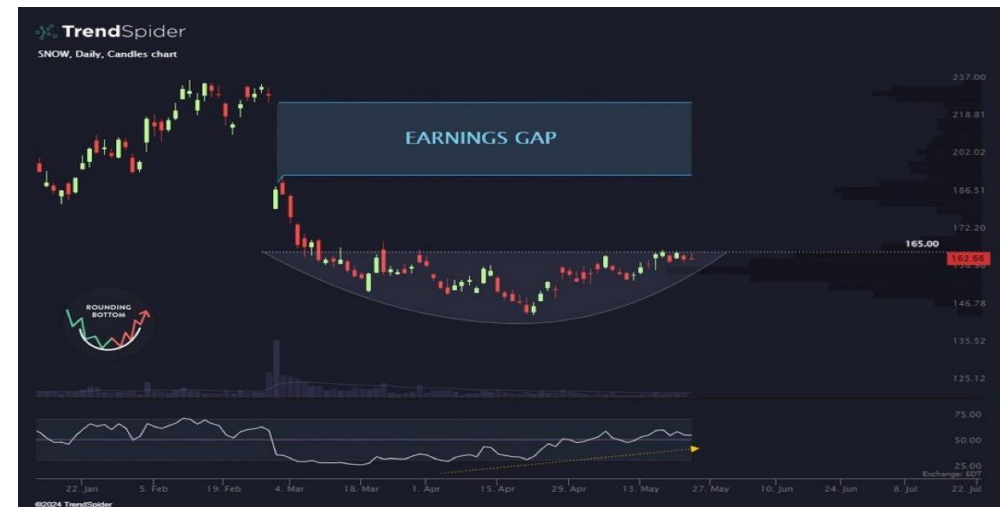 TrendSpider
SNOW, Daily, Candles chart
237.00
218.81
EARNINGS GAP
202.02
186.51
172.20
165.00
162.66
146.78
ROUNDING
BOTTOM
135.52
125.12
75.00
50.00
25.00
Exchange: EDT
22. Jan 5. Feb 19. Feb 4. Mar 18. Mar 1. Apr 15. Apr 29. Apr 13. May 27. May 10. Jun 24. Jun 8. Jul 22. Jul
©2024 TrendSpider